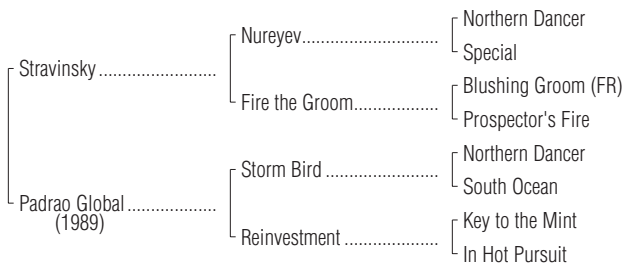 Northern Dancer
Nureyev
Special
Stravinsky
Blushing Groom (FR)
Fire the Groom
Prospector's Fire
Northern Dancer
Storm Bird
South Ocean
Padrao Global
(1989)
Key to the Mint
Reinvestment
In Hot Pursuit